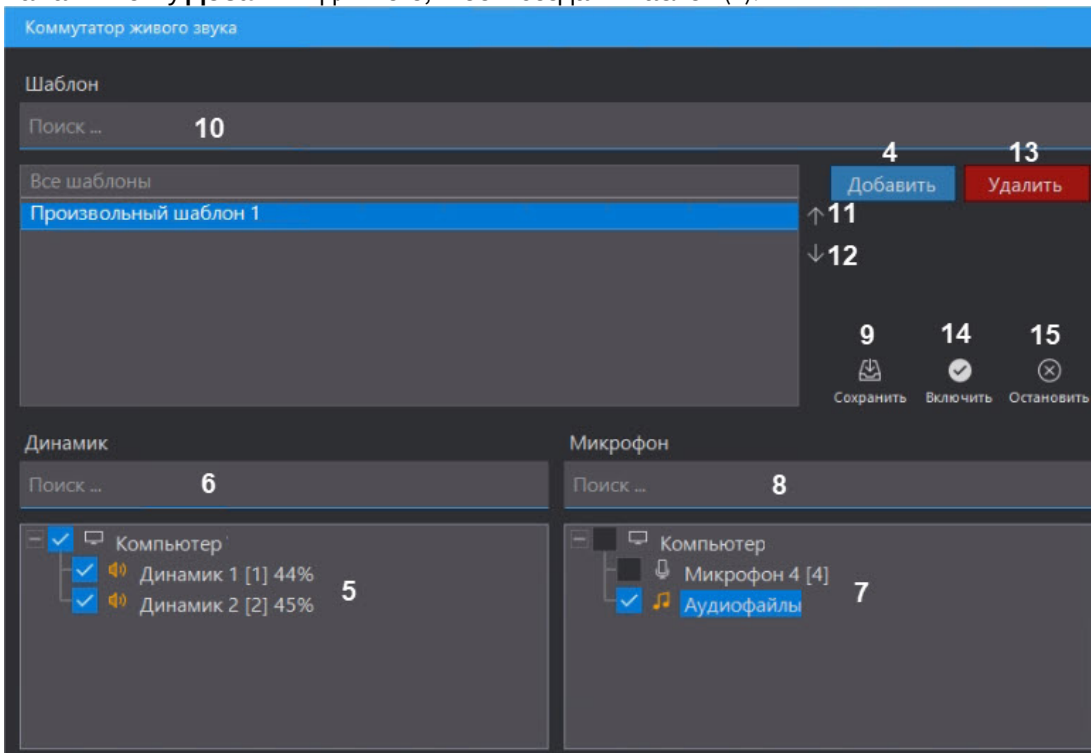 Коммутатор живого звука
Шаблон
Поиск ... 10
4 13
Все шаблоны Добавить Удалить
Произвольный шаблон 1 11
12
9 14 15
Сохранить Включить Остановить
Динамик Микрофон
Поиск ... 6 Поиск ... 8
Компьютер Компьютер
Динамик 1 [1] 44% Микрофон 4 [4]
5 7
Динамик 2 [2] 45% Аудиофайлы